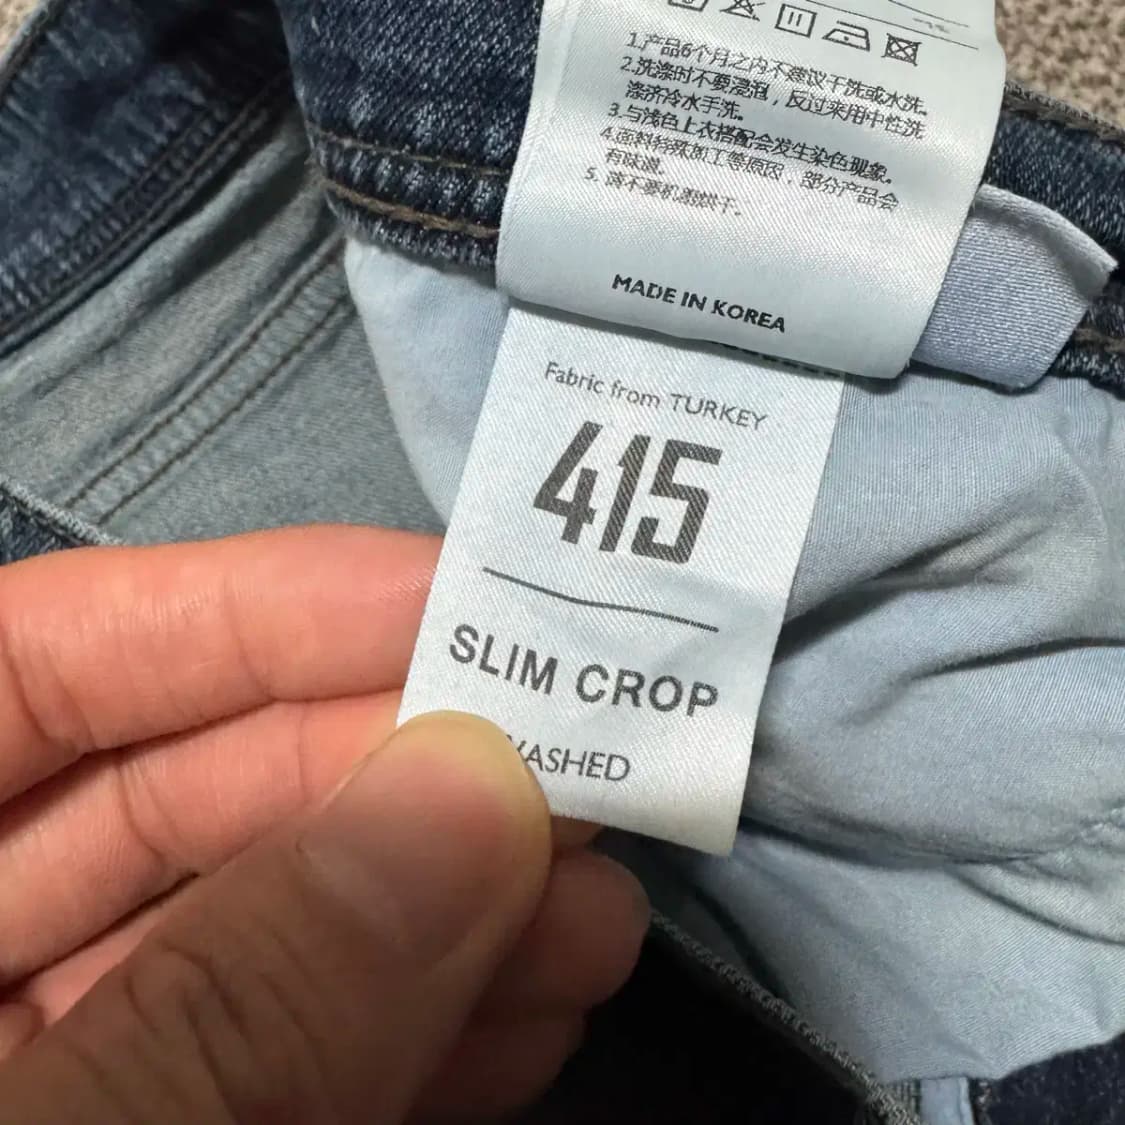 1.产品6个月之内不建议干洗或水洗。
2.洗涤时不要浸泡，反过来用中性洗
涤济冷水手洗。
3.与浅色上衣搭配会发生染色现象。
4.面料特殊加工等原因，部分产品会
有味道。
5. 请不要机器烘干。
MADE IN KOREA
Fabric from TURKEY
415
SLIM CROP
WASHED